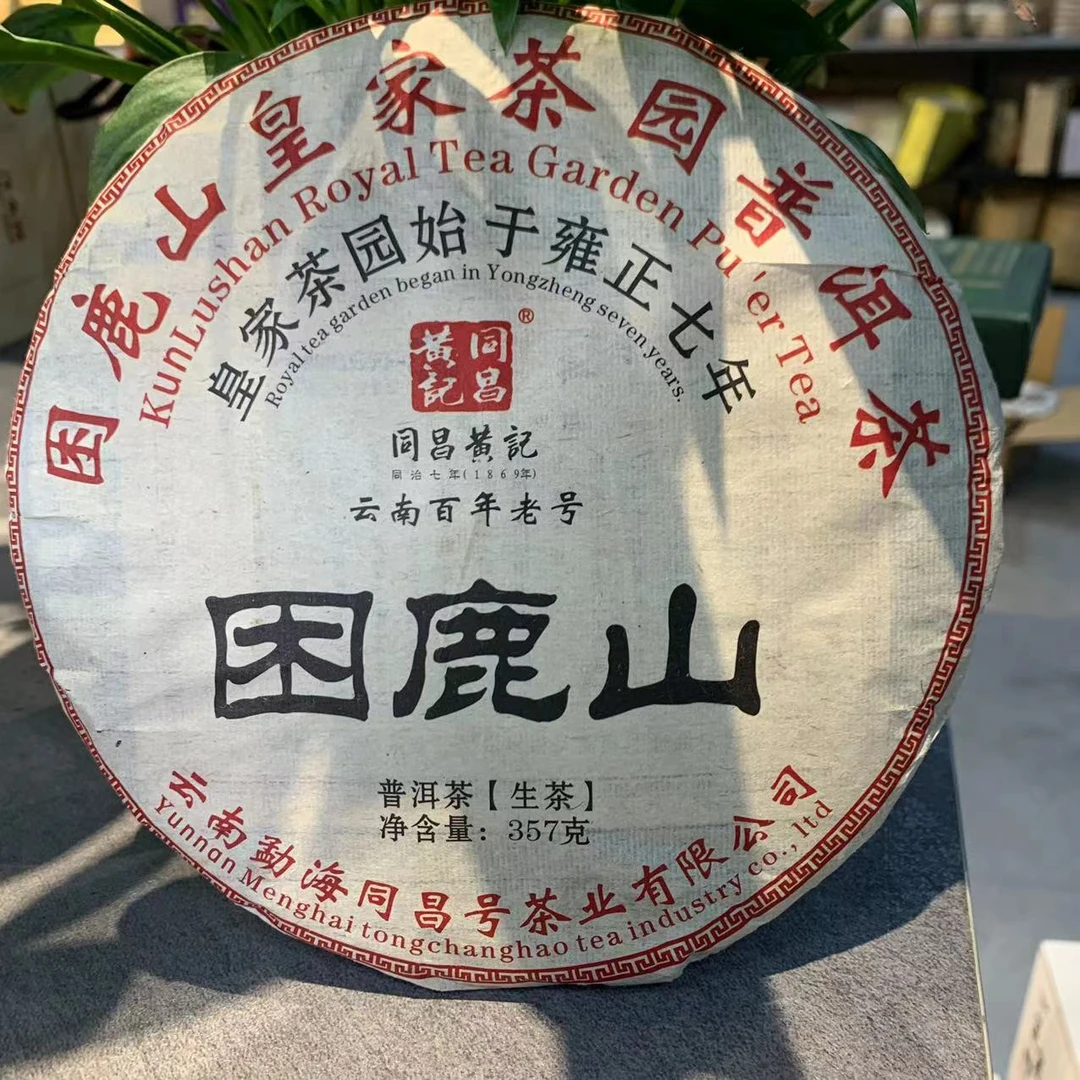 困鹿山皇家茶园普洱茶
KunLushan Royal Tea Garden Pu'er Tea
皇家茶园始于雍正七年
Royal tea garden began in Yongzheng seven years.
同昌黄記
®
同昌黄記
同治七年(1869年)
云南百年老号
困鹿山
普洱茶【生茶】
净含量：357克
云南勐海同昌号茶业有限公司
Yunnan Menghai tongchanghao tea industry co., ltd